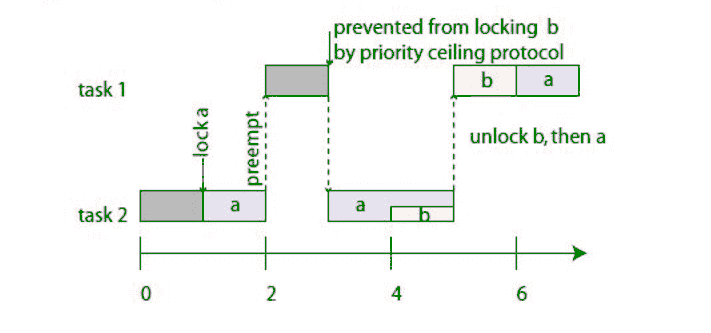 prevented from locking b
by priority ceiling protocol
task 1
b
a
lock a
preempt
unlock b, then a
task 2
a
a
b
0
2
4
6